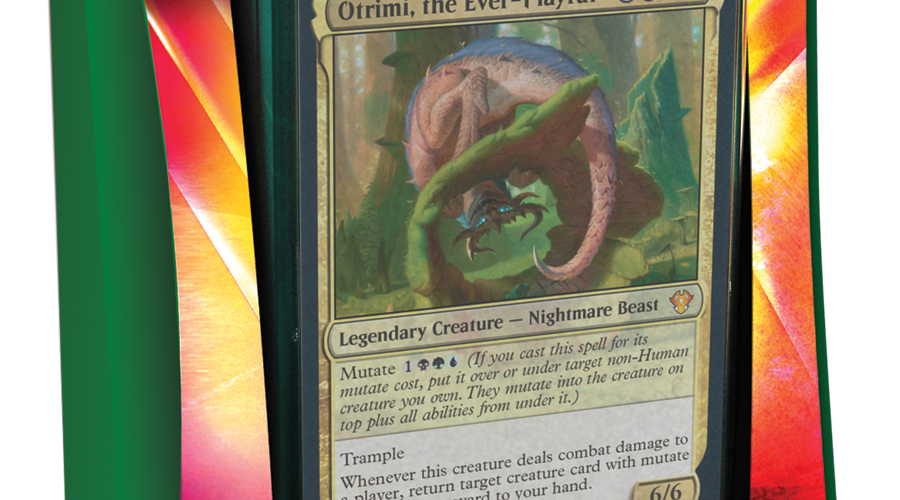 Otrimi, the Ever-Playful
Legendary Creature — Nightmare Beast
Mutate 1 (If you cast this spell for its
mutate cost, put it over or under target non-Human
creature you own. They mutate into the creature on
top plus all abilities from under it.)
Trample
Whenever this creature deals combat damage to
a player, return target creature card with mutate
to your hand.
6/6